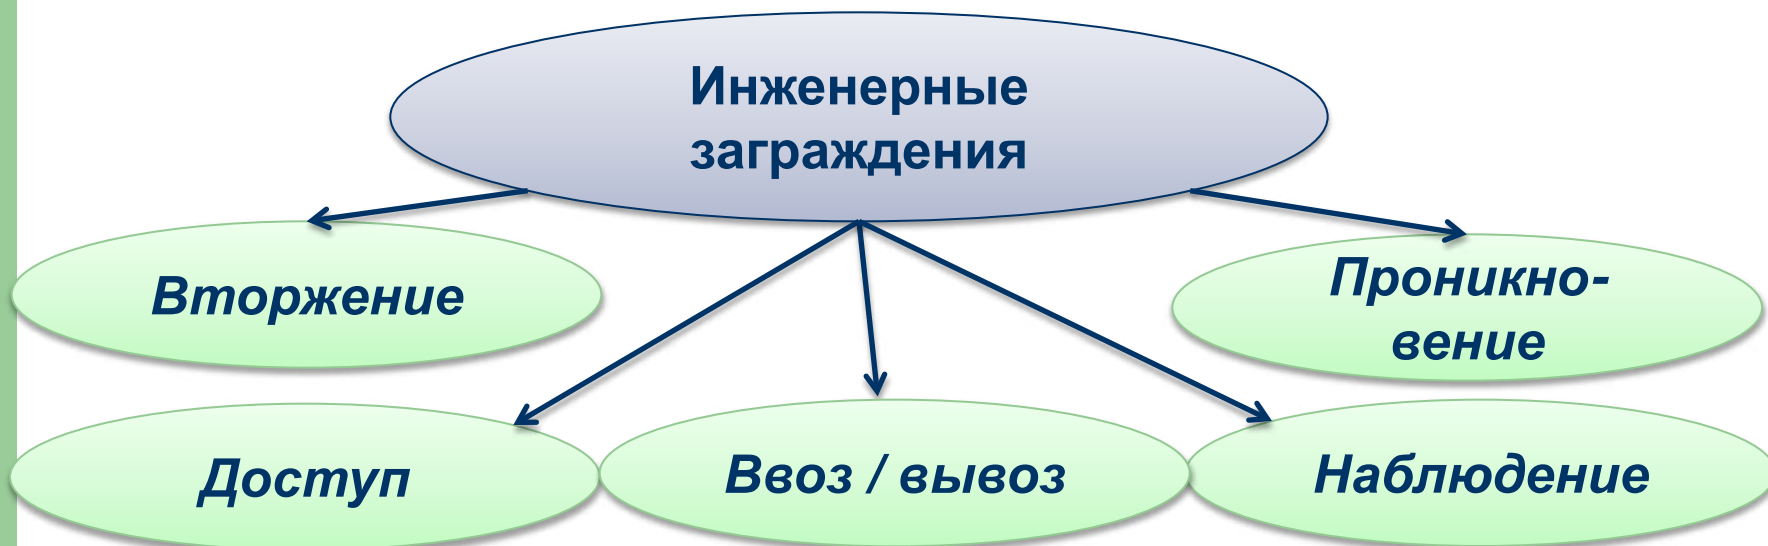 Инженерные
заграждения
Вторжение
Проникно-
вение
Доступ
Ввоз / вывоз
Наблюдение